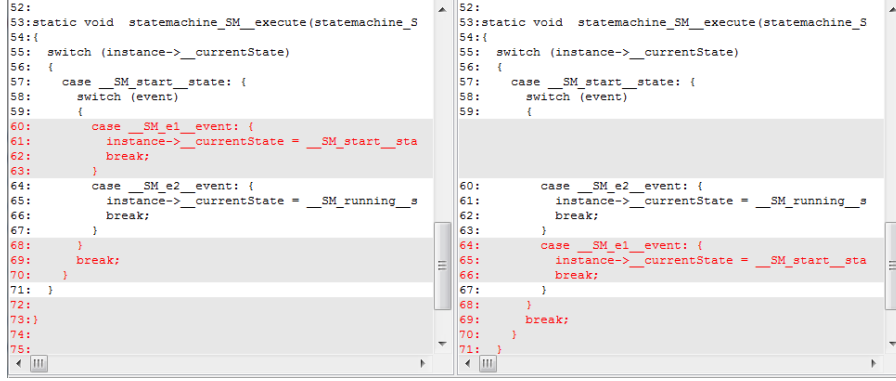 52:
53:static void  statemachine_SM__execute(statemachine_S
54:{
55:  switch (instance->__currentState)
56:  {
57:    case __SM_start__state: {
58:      switch (event)
59:      {
60:        case __SM_e1__event: {
61:          instance->__currentState = __SM_start__sta
62:          break;
63:        }
64:        case __SM_e2__event: {
65:          instance->__currentState = __SM_running__s
66:          break;
67:        }
68:      }
69:      break;
70:    }
71:  }
72:
73:}
74:
75:
52:
53:static void  statemachine_SM__execute(statemachine_S
54:{
55:  switch (instance->__currentState)
56:  {
57:    case __SM_start__state: {
58:      switch (event)
59:      {
60:        case __SM_e2__event: {
61:          instance->__currentState = __SM_running__s
62:          break;
63:        }
64:        case __SM_e1__event: {
65:          instance->__currentState = __SM_start__sta
66:          break;
67:        }
68:      }
69:      break;
70:    }
71:  }